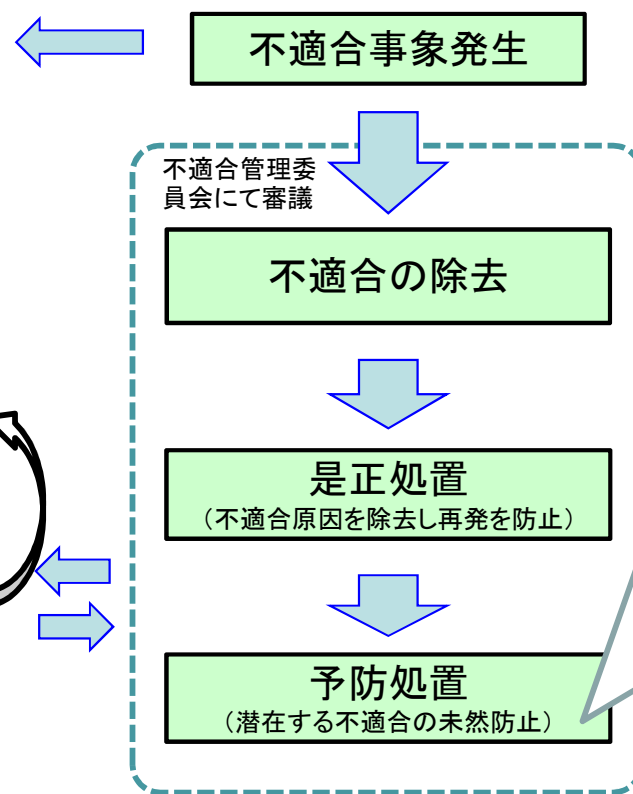 不適合事象発生
不適合管理委
員会にて審議
不適合の除去
是正処置
（不適合原因を除去し再発を防止）
予防処置
（潜在する不適合の未然防止）